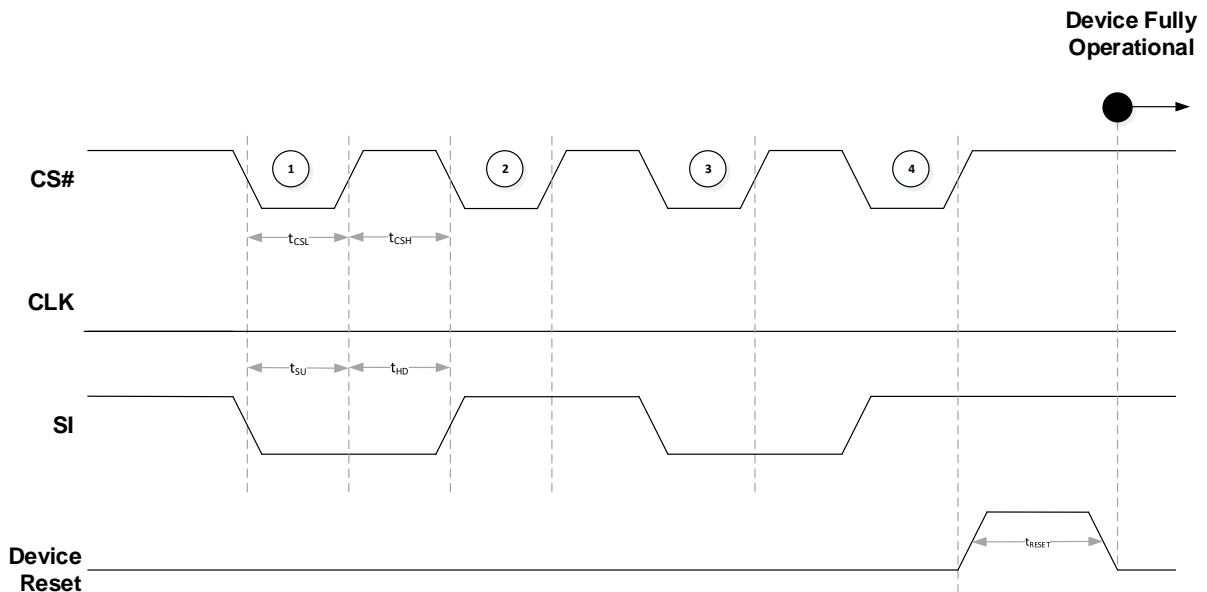 Device Fully
Operational
CS#
1
2
3
4
tCSL
tCSH
CLK
tSU
tHD
SI
Device
Reset
tRESET